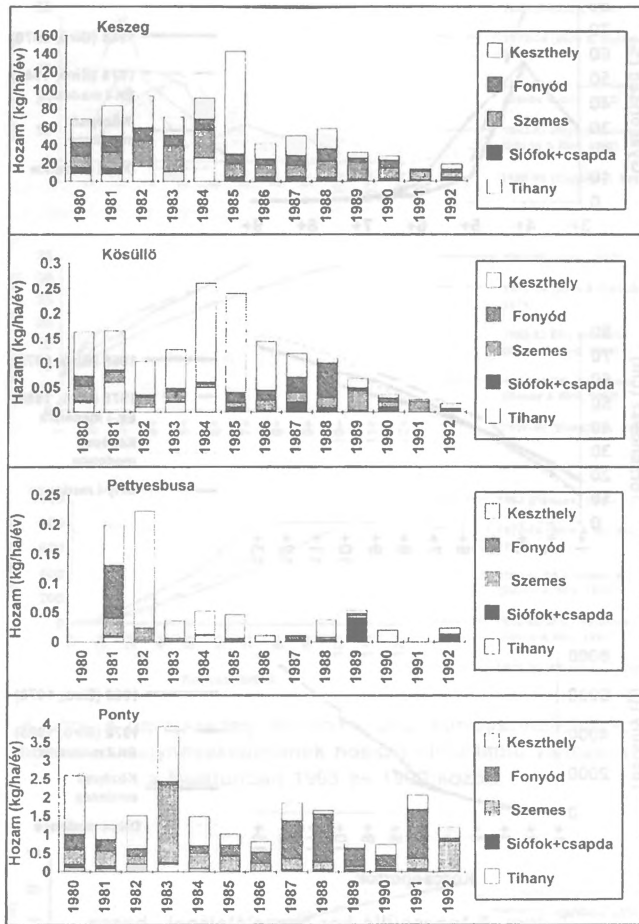 Keszeg
Hozam (kg/ha/év)
160
140
120
100
80
60
40
20
0
1980 1981 1982 1983 1984 1985 1986 1987 1988 1989 1990 1991 1992
Keszthely
Fonyód
Szemes
Siófok+csapda
Tihany
Kösüllö
Hazam (kg/ha/év)
0.3
0.25
0.2
0.15
0.1
0.05
0
1980 1981 1982 1983 1984 1985 1986 1987 1988 1989 1990 1991 1992
Keszthely
Fonyód
Szemes
Siófok+csapda
Tihany
Pettyesbusa
Hozam (kg/ha/év)
0.25
0.2
0.15
0.1
0.05
0
1980 1981 1982 1983 1984 1985 1986 1987 1988 1989 1990 1991 1992
Keszthely
Fonyód
Szemes
Siófok+csapda
Tihany
Ponty
Hozam (kg/ha/év)
4
3.5
3
2.5
2
1.5
1
0.5
0
1980 1981 1982 1983 1984 1985 1986 1987 1988 1989 1990 1991 1992
Keszthely
Fonyód
Szemes
Siófok+csapda
Tihany